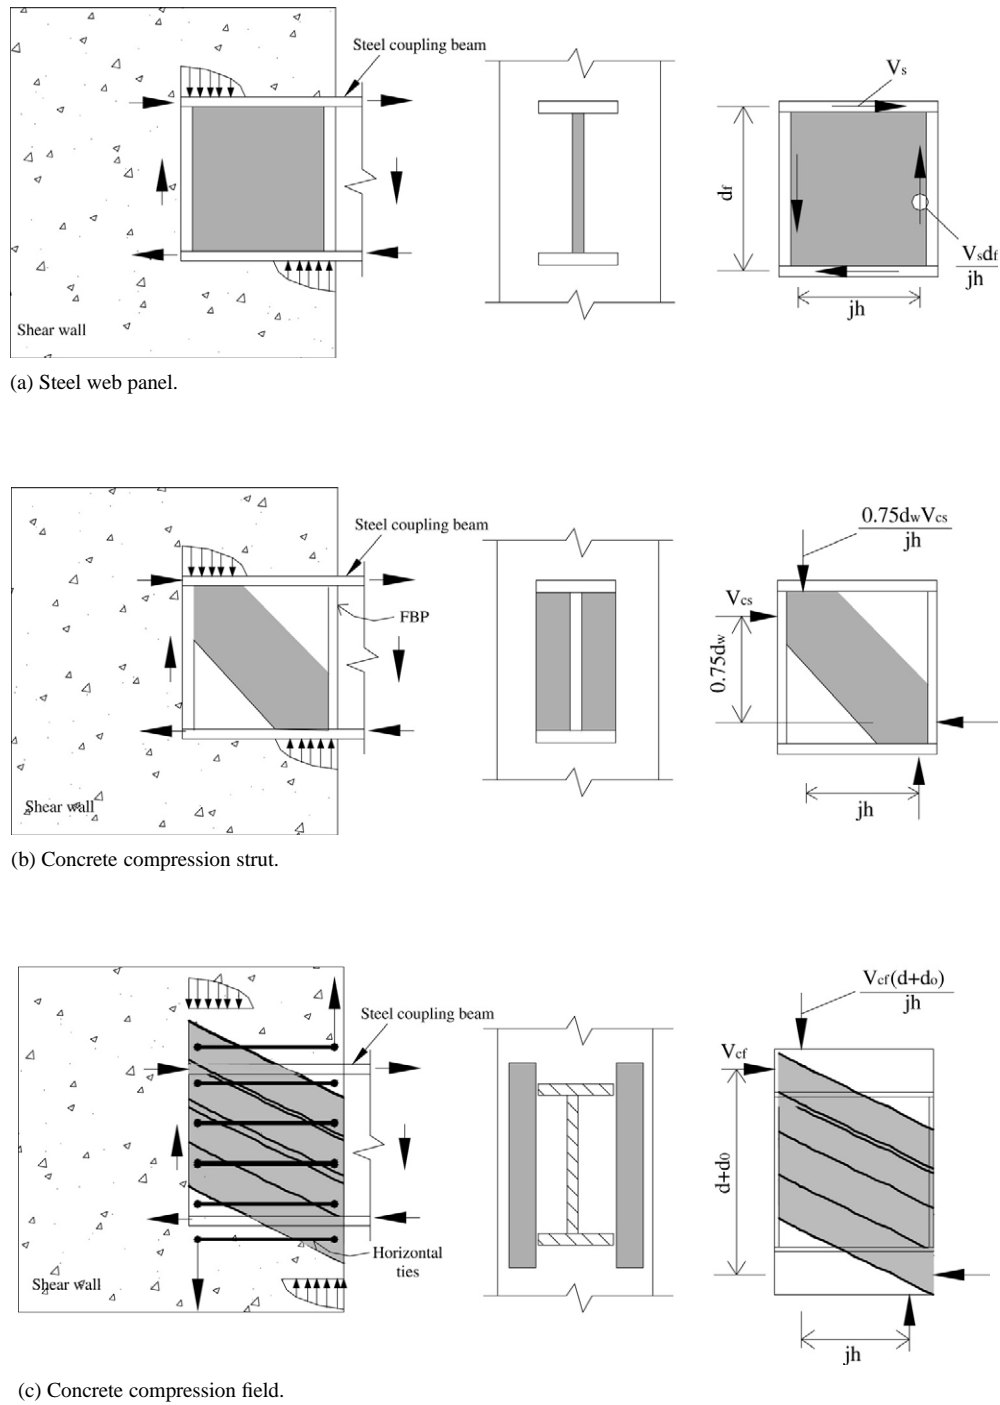 Steel coupling beam
Vs
df
Vsdf
jh
jh
Shear wall
(a) Steel web panel.
0.75dwVcs
jh
Steel coupling beam
FBP
Vcs
0.75dw
jh
Shear wall
(b) Concrete compression strut.
Vcf(d+do)
jh
Steel coupling beam
Vcf
d+do
Horizontal
ties
Shear wall
jh
(c) Concrete compression field.